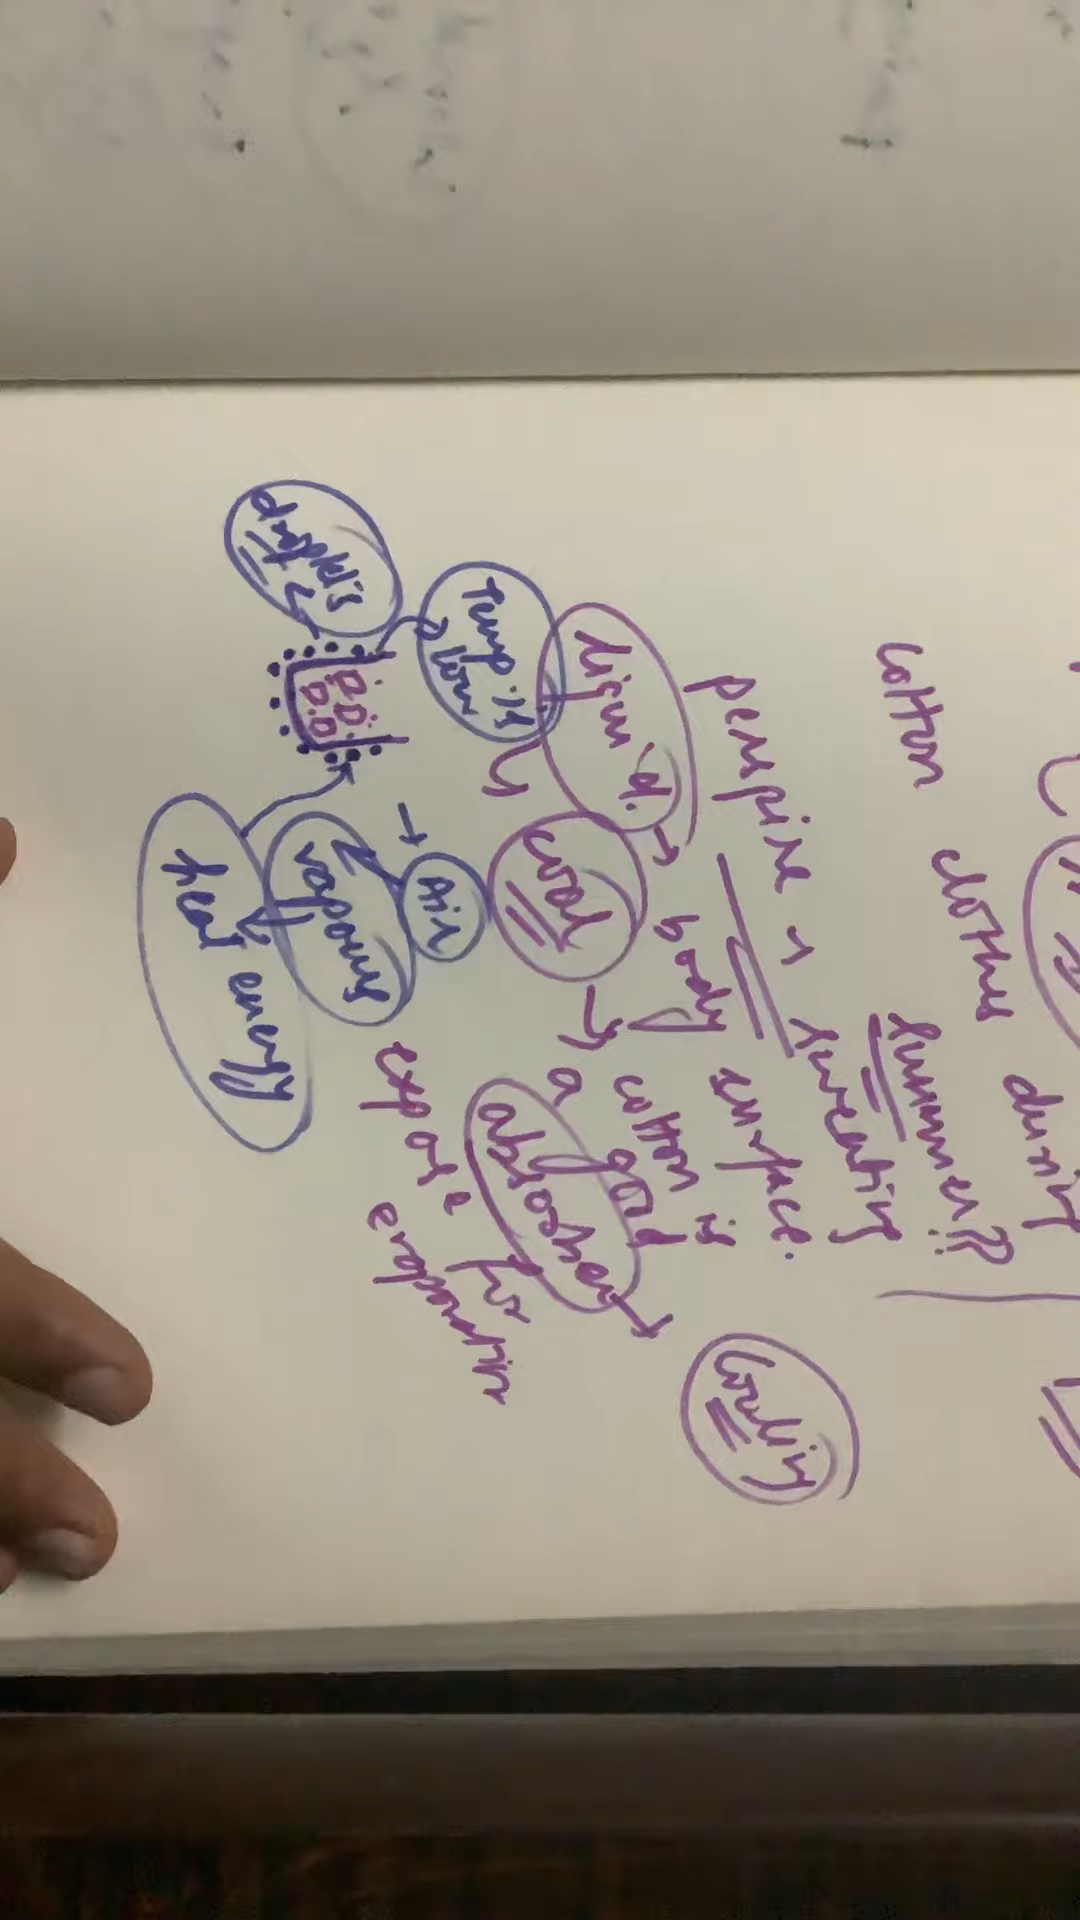 cotton clothes during
summer??
perspire → sweating
liquid. → body surface.
cool → cotton is
a good
absorber → Cooling
for
expose evaporation
Temp is
low
Air
vapours
heat energy
droplets